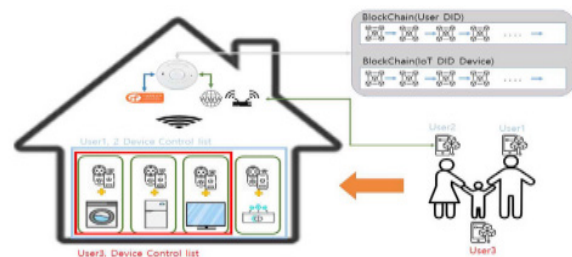 BlockChain(User DID)
BlockChain(IoT DID Device)
User1, 2 Device Control list
User2
User1
User3
User3, Device Control list